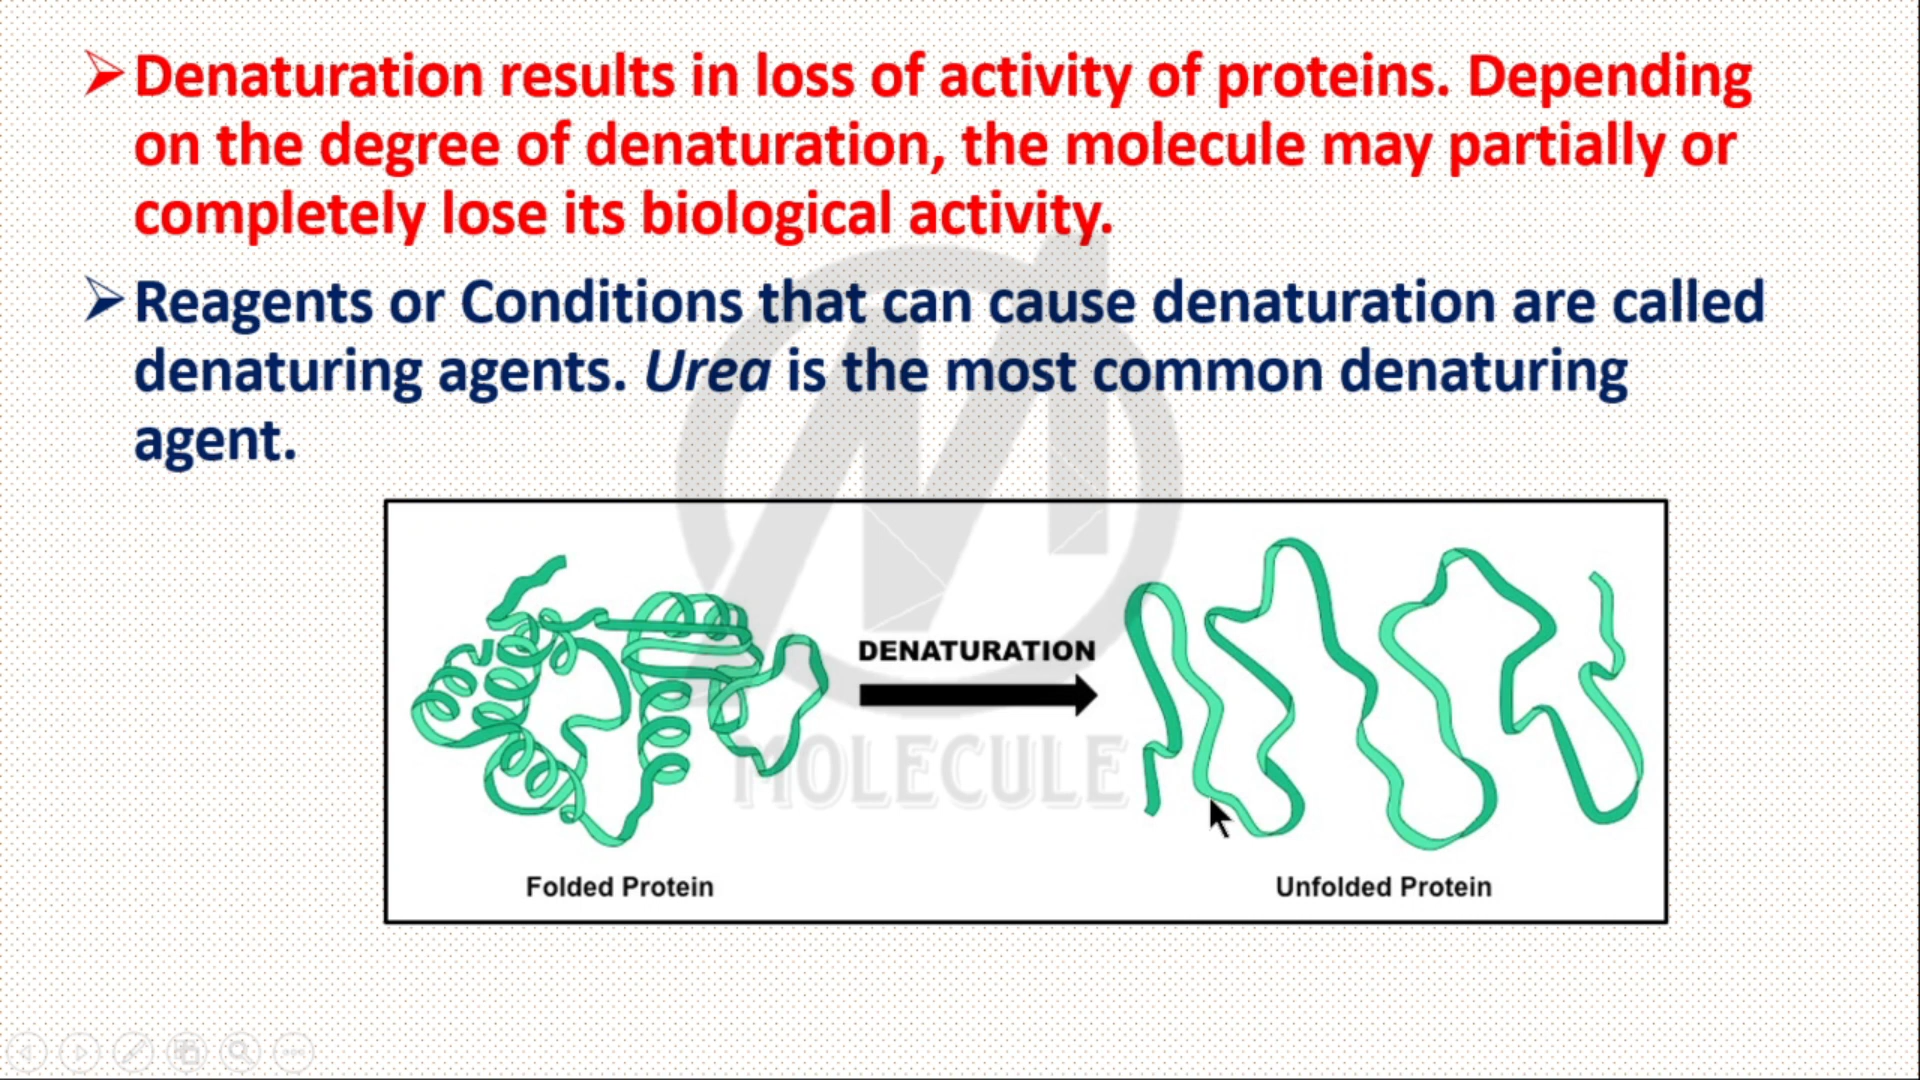 Denaturation results in loss of activity of proteins. Depending
on the degree of denaturation, the molecule may partially or
completely lose its biological activity.
Reagents or Conditions that can cause denaturation are called
denaturing agents. Urea is the most common denaturing
agent.
DENATURATION
MOLECULE
Folded Protein
Unfolded Protein